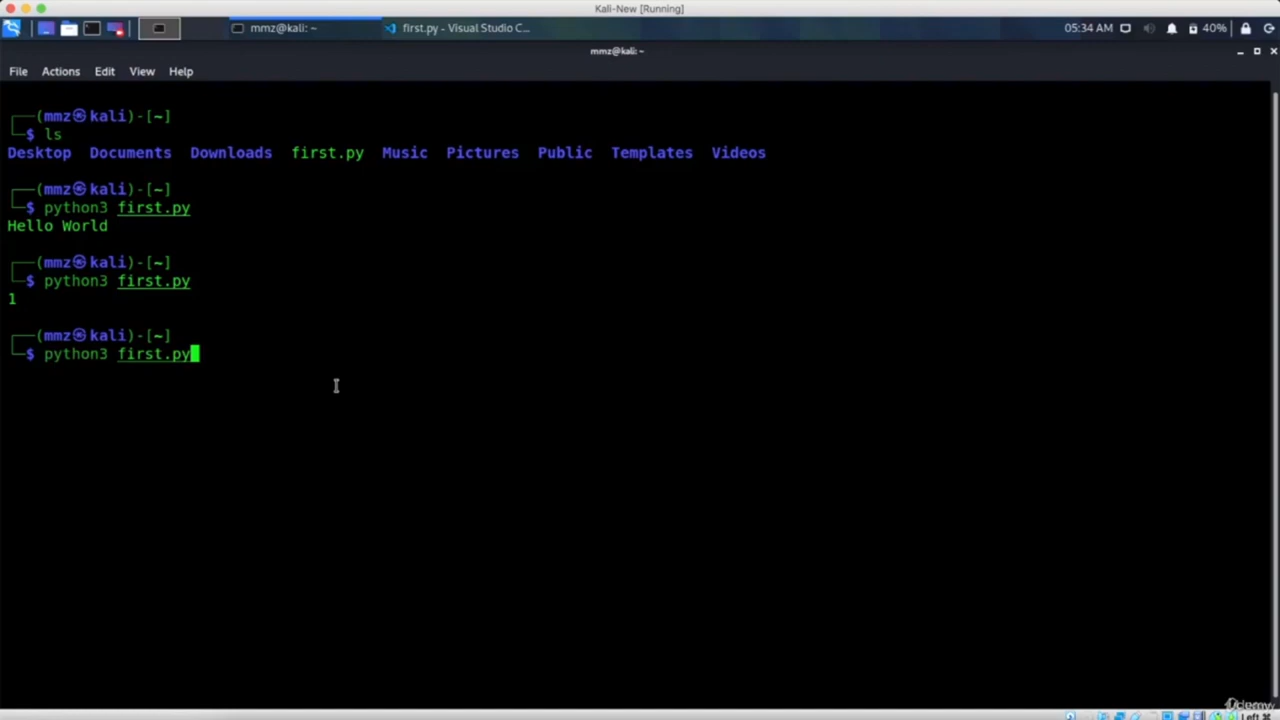 Kali-New [Running]
mmz@kali: ~
first.py - Visual Studio C...
05:34 AM
40%
mmz@kali: ~
File Actions Edit View Help
┌──(mmz㉿kali)-[~]
└─$ ls
Desktop Documents Downloads first.py Music Pictures Public Templates Videos
┌──(mmz㉿kali)-[~]
└─$ python3 first.py
Hello World
┌──(mmz㉿kali)-[~]
└─$ python3 first.py
1
┌──(mmz㉿kali)-[~]
└─$ python3 first.py
Udemy
Left ⌘